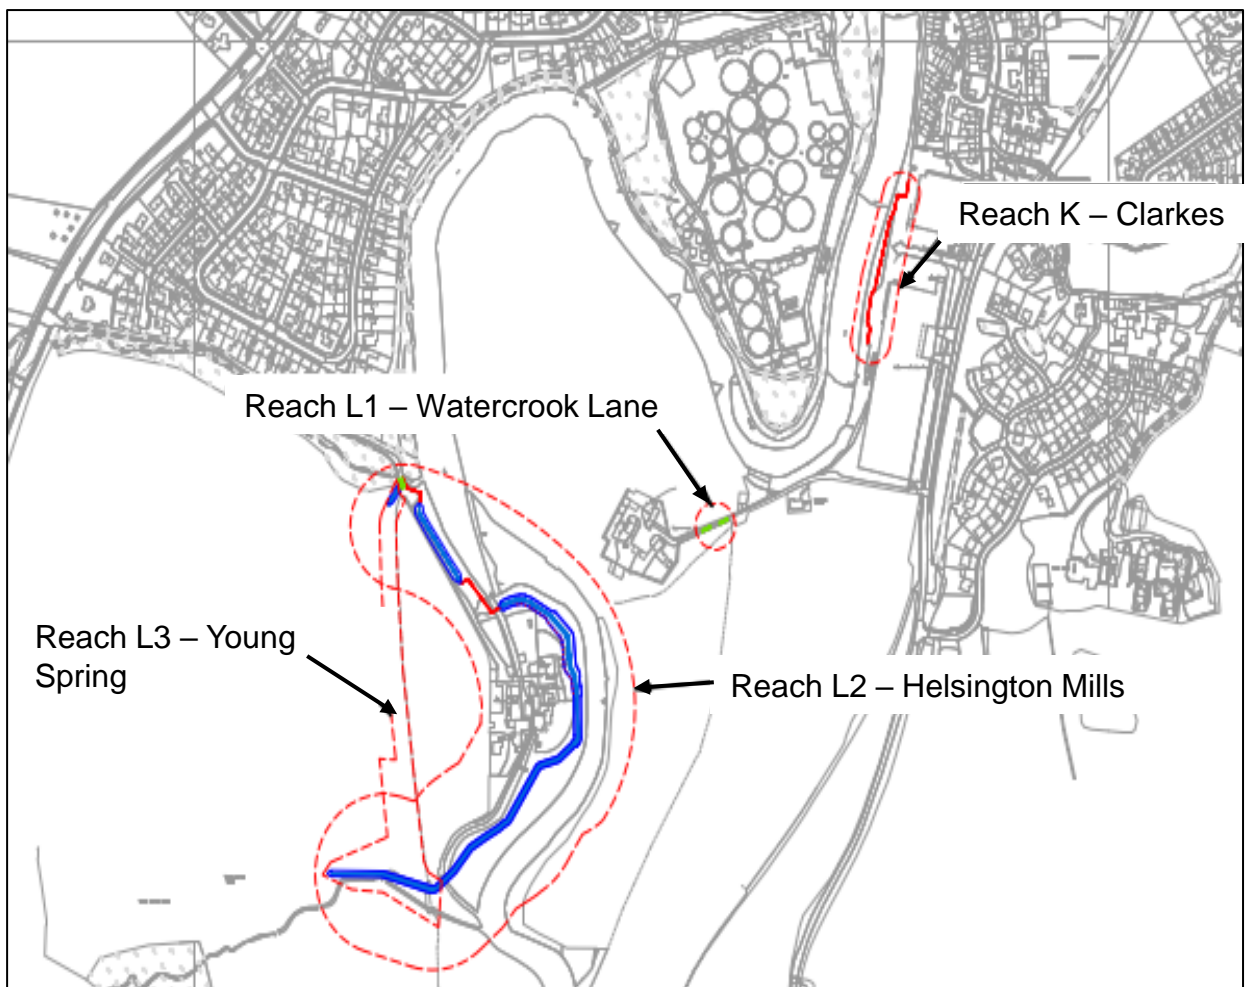 Reach K – Clarkes
Reach L1 – Watercrook Lane
Reach L3 – Young
Spring
Reach L2 – Helsington Mills